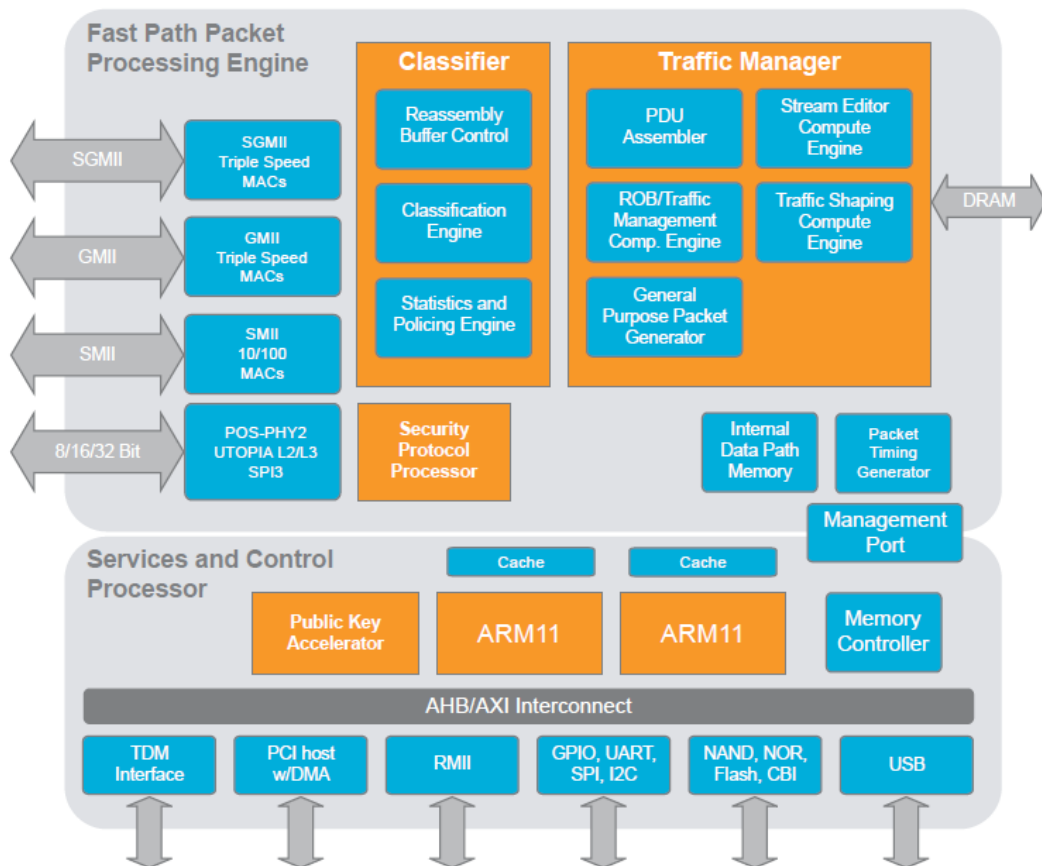 Fast Path Packet
Processing Engine
Classifier
Traffic Manager
Reassembly
Buffer Control
PDU
Assembler
Stream Editor
Compute
Engine
SGMII
SGMII
Triple Speed
MACs
Classification
Engine
ROB/Traffic
Management
Comp. Engine
Traffic Shaping
Compute
Engine
DRAM
GMII
GMII
Triple Speed
MACs
Statistics and
Policing Engine
General
Purpose Packet
Generator
SMII
SMII
10/100
MACs
8/16/32 Bit
POS-PHY2
UTOPIA L2/L3
SPI3
Security
Protocol
Processor
Internal
Data Path
Memory
Packet
Timing
Generator
Management
Port
Services and Control
Processor
Cache
Cache
Public Key
Accelerator
ARM11
ARM11
Memory
Controller
AHB/AXI Interconnect
TDM
Interface
PCI host
w/DMA
RMII
GPIO, UART,
SPI, I2C
NAND, NOR,
Flash, CBI
USB